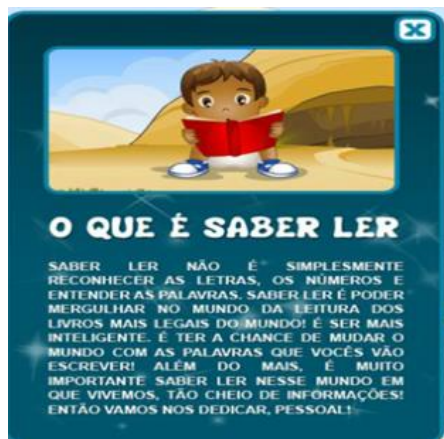 O QUE É SABER LER
SABER LER NÃO É SIMPLESMENTE
RECONHECER AS LETRAS, OS NÚMEROS E
ENTENDER AS PALAVRAS. SABER LER É PODER
MERGULHAR NO MUNDO DA LEITURA DOS
LIVROS MAIS LEGAIS DO MUNDO! É SER MAIS
INTELIGENTE. É TER A CHANCE DE MUDAR O
MUNDO COM AS PALAVRAS QUE VOCÊS VÃO
ESCREVER! ALÉM DO MAIS, É MUITO
IMPORTANTE SABER LER NESSE MUNDO EM
QUE VIVEMOS, TÃO CHEIO DE INFORMAÇÕES!
ENTÃO VAMOS NOS DEDICAR, PESSOAL!